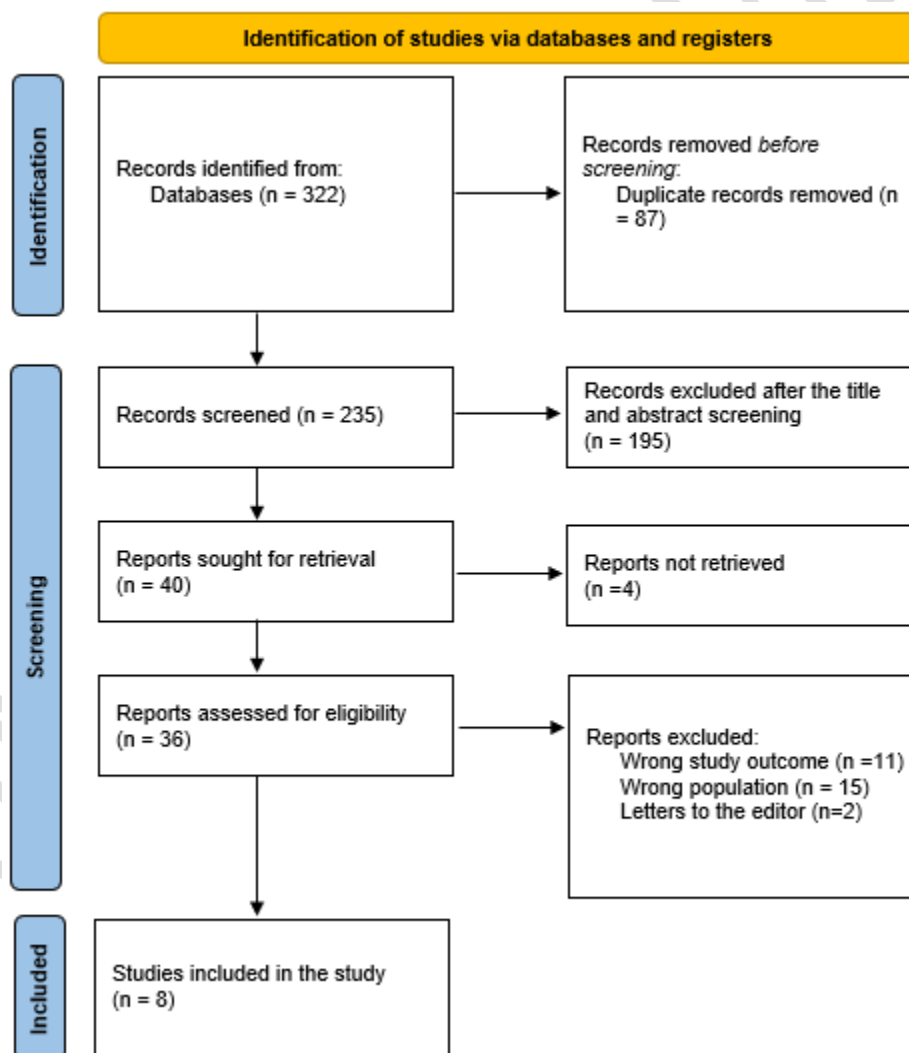 Identification of studies via databases and registers
Identification
Records identified from:
Databases (n = 322)
Records removed before
screening:
Duplicate records removed (n
= 87)
Screening
Records screened (n = 235)
Records excluded after the title
and abstract screening
(n = 195)
Reports sought for retrieval
(n = 40)
Reports not retrieved
(n =4)
Reports assessed for eligibility
(n = 36)
Reports excluded:
Wrong study outcome (n =11)
Wrong population (n = 15)
Letters to the editor (n=2)
Included
Studies included in the study
(n = 8)